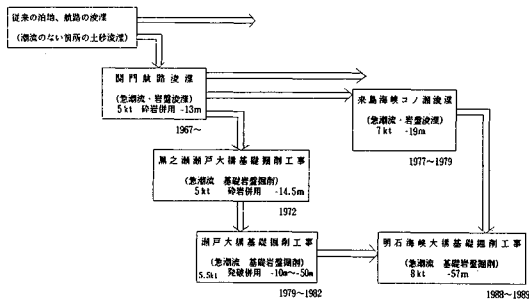 従来の泊地、航路の浚渫
(潮流のない箇所の土砂浚渫)
関門航路浚渫
(急潮流・岩盤浚渫)
5kt 砕岩併用 -13m
1967~
来島海峡コノ瀬浚渫
(急潮流・岩盤浚渫)
7kt -19m
1977~1979
黒之瀬瀬戸大橋基礎掘削工事
(急潮流 基礎岩盤掘削)
5kt 砕岩併用 -14.5m
1972
瀬戸大橋基礎掘削工事
(急潮流 基礎岩盤掘削)
5.5kt 発破併用 -10m~-50m
1979~1982
明石海峡大橋基礎掘削工事
(急潮流 基礎岩盤掘削)
8kt -57m
1988~1989